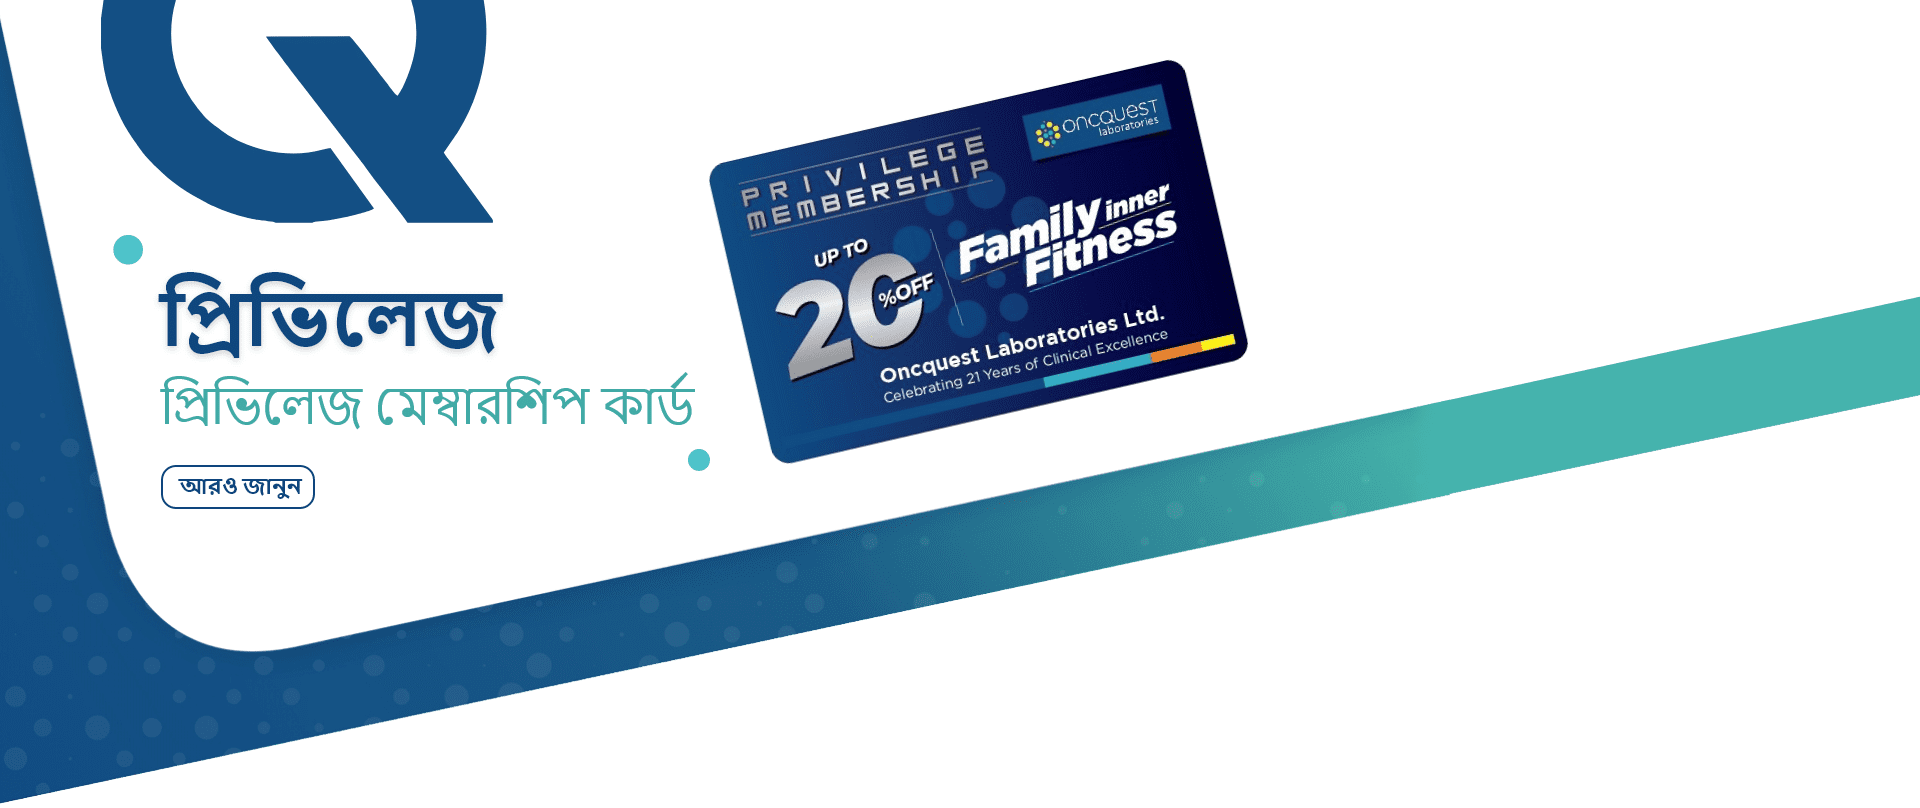 প্রিভিলেজ
প্রিভিলেজ মেম্বারশিপ কার্ড
আরও জানুন
PRIVILEGE
MEMBERSHIP
oncquest
laboratories
UP TO
20
%OFF
Family inner
Fitness
Oncquest Laboratories Ltd.
Celebrating 21 Years of Clinical Excellence